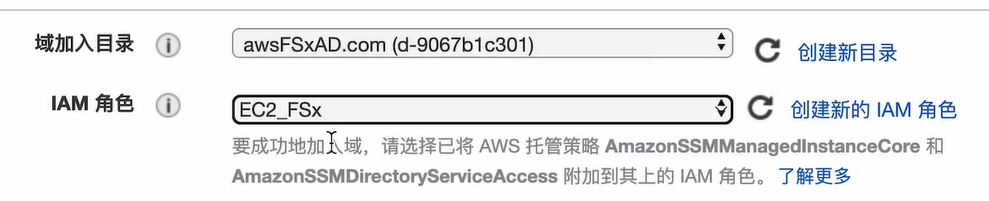 域加入目录 awsFSxAD.com (d-9067b1c301) 创建新目录
IAM 角色 EC2_FSx 创建新的 IAM 角色
要成功地加入域，请选择已将 AWS 托管策略 AmazonSSMManagedInstanceCore 和
AmazonSSMDirectoryServiceAccess 附加到其上的 IAM 角色。了解更多